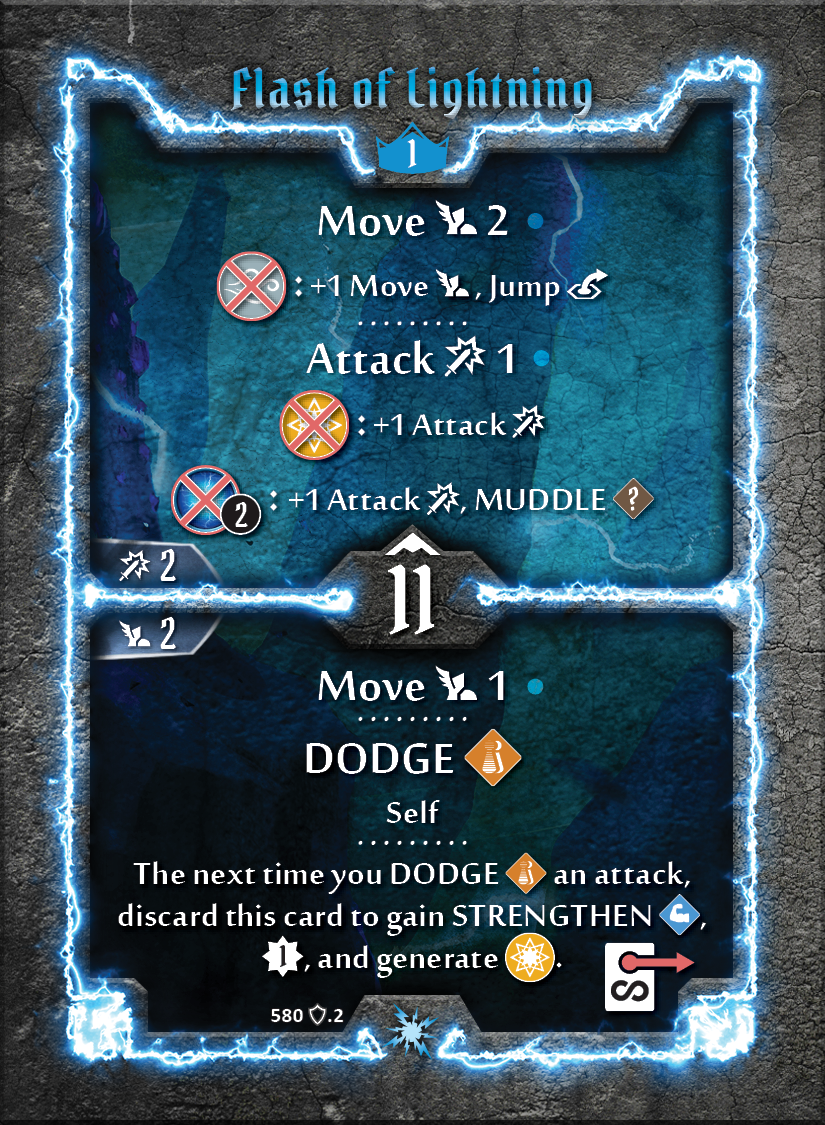 Flash of Lightning
1
Move 2
: +1 Move , Jump
Attack 1
: +1 Attack
2 : +1 Attack , MUDDLE ?
2
11
2
Move 1
DODGE
Self
The next time you DODGE an attack,
discard this card to gain STRENGTHEN ,
1 , and generate .
580 .2